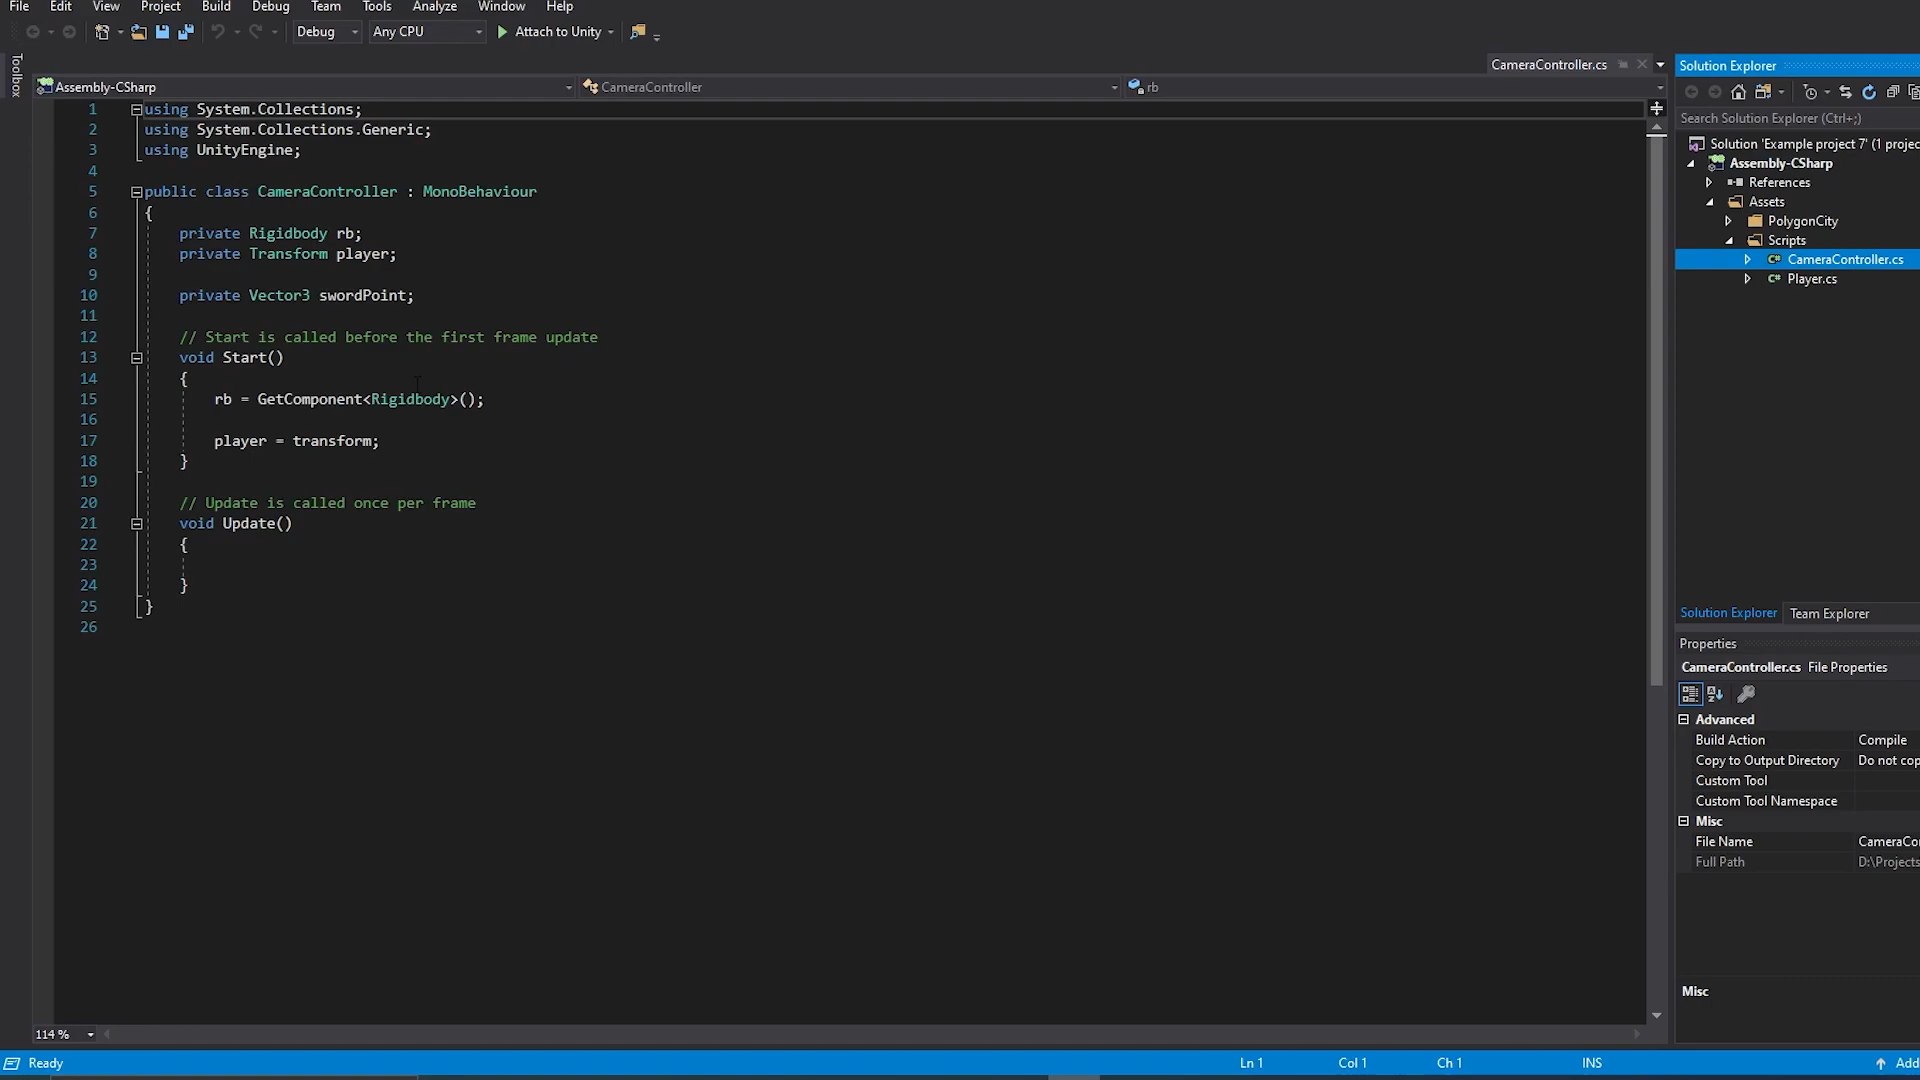 File Edit View Project Build Debug Team Tools Analyze Window Help
Debug Any CPU Attach to Unity
Toolbox
CameraController.cs
Assembly-CSharp CameraController rb
1 using System.Collections;
2 using System.Collections.Generic;
3 using UnityEngine;
4
5 public class CameraController : MonoBehaviour
6 {
7 private Rigidbody rb;
8 private Transform player;
9
10 private Vector3 swordPoint;
11
12 // Start is called before the first frame update
13 void Start()
14 {
15 rb = GetComponent<Rigidbody>();
16
17 player = transform;
18 }
19
20 // Update is called once per frame
21 void Update()
22 {
23
24 }
25 }
26
114 %
Solution Explorer
Search Solution Explorer (Ctrl+;)
Solution 'Example project 7' (1 projec
Assembly-CSharp
References
Assets
PolygonCity
Scripts
C# CameraController.cs
C# Player.cs
Solution Explorer Team Explorer
Properties
CameraController.cs File Properties
Advanced
Build Action Compile
Copy to Output Directory Do not cop
Custom Tool
Custom Tool Namespace
Misc
File Name CameraCon
Full Path D:\Projects
Misc
Ready Ln 1 Col 1 Ch 1 INS Add